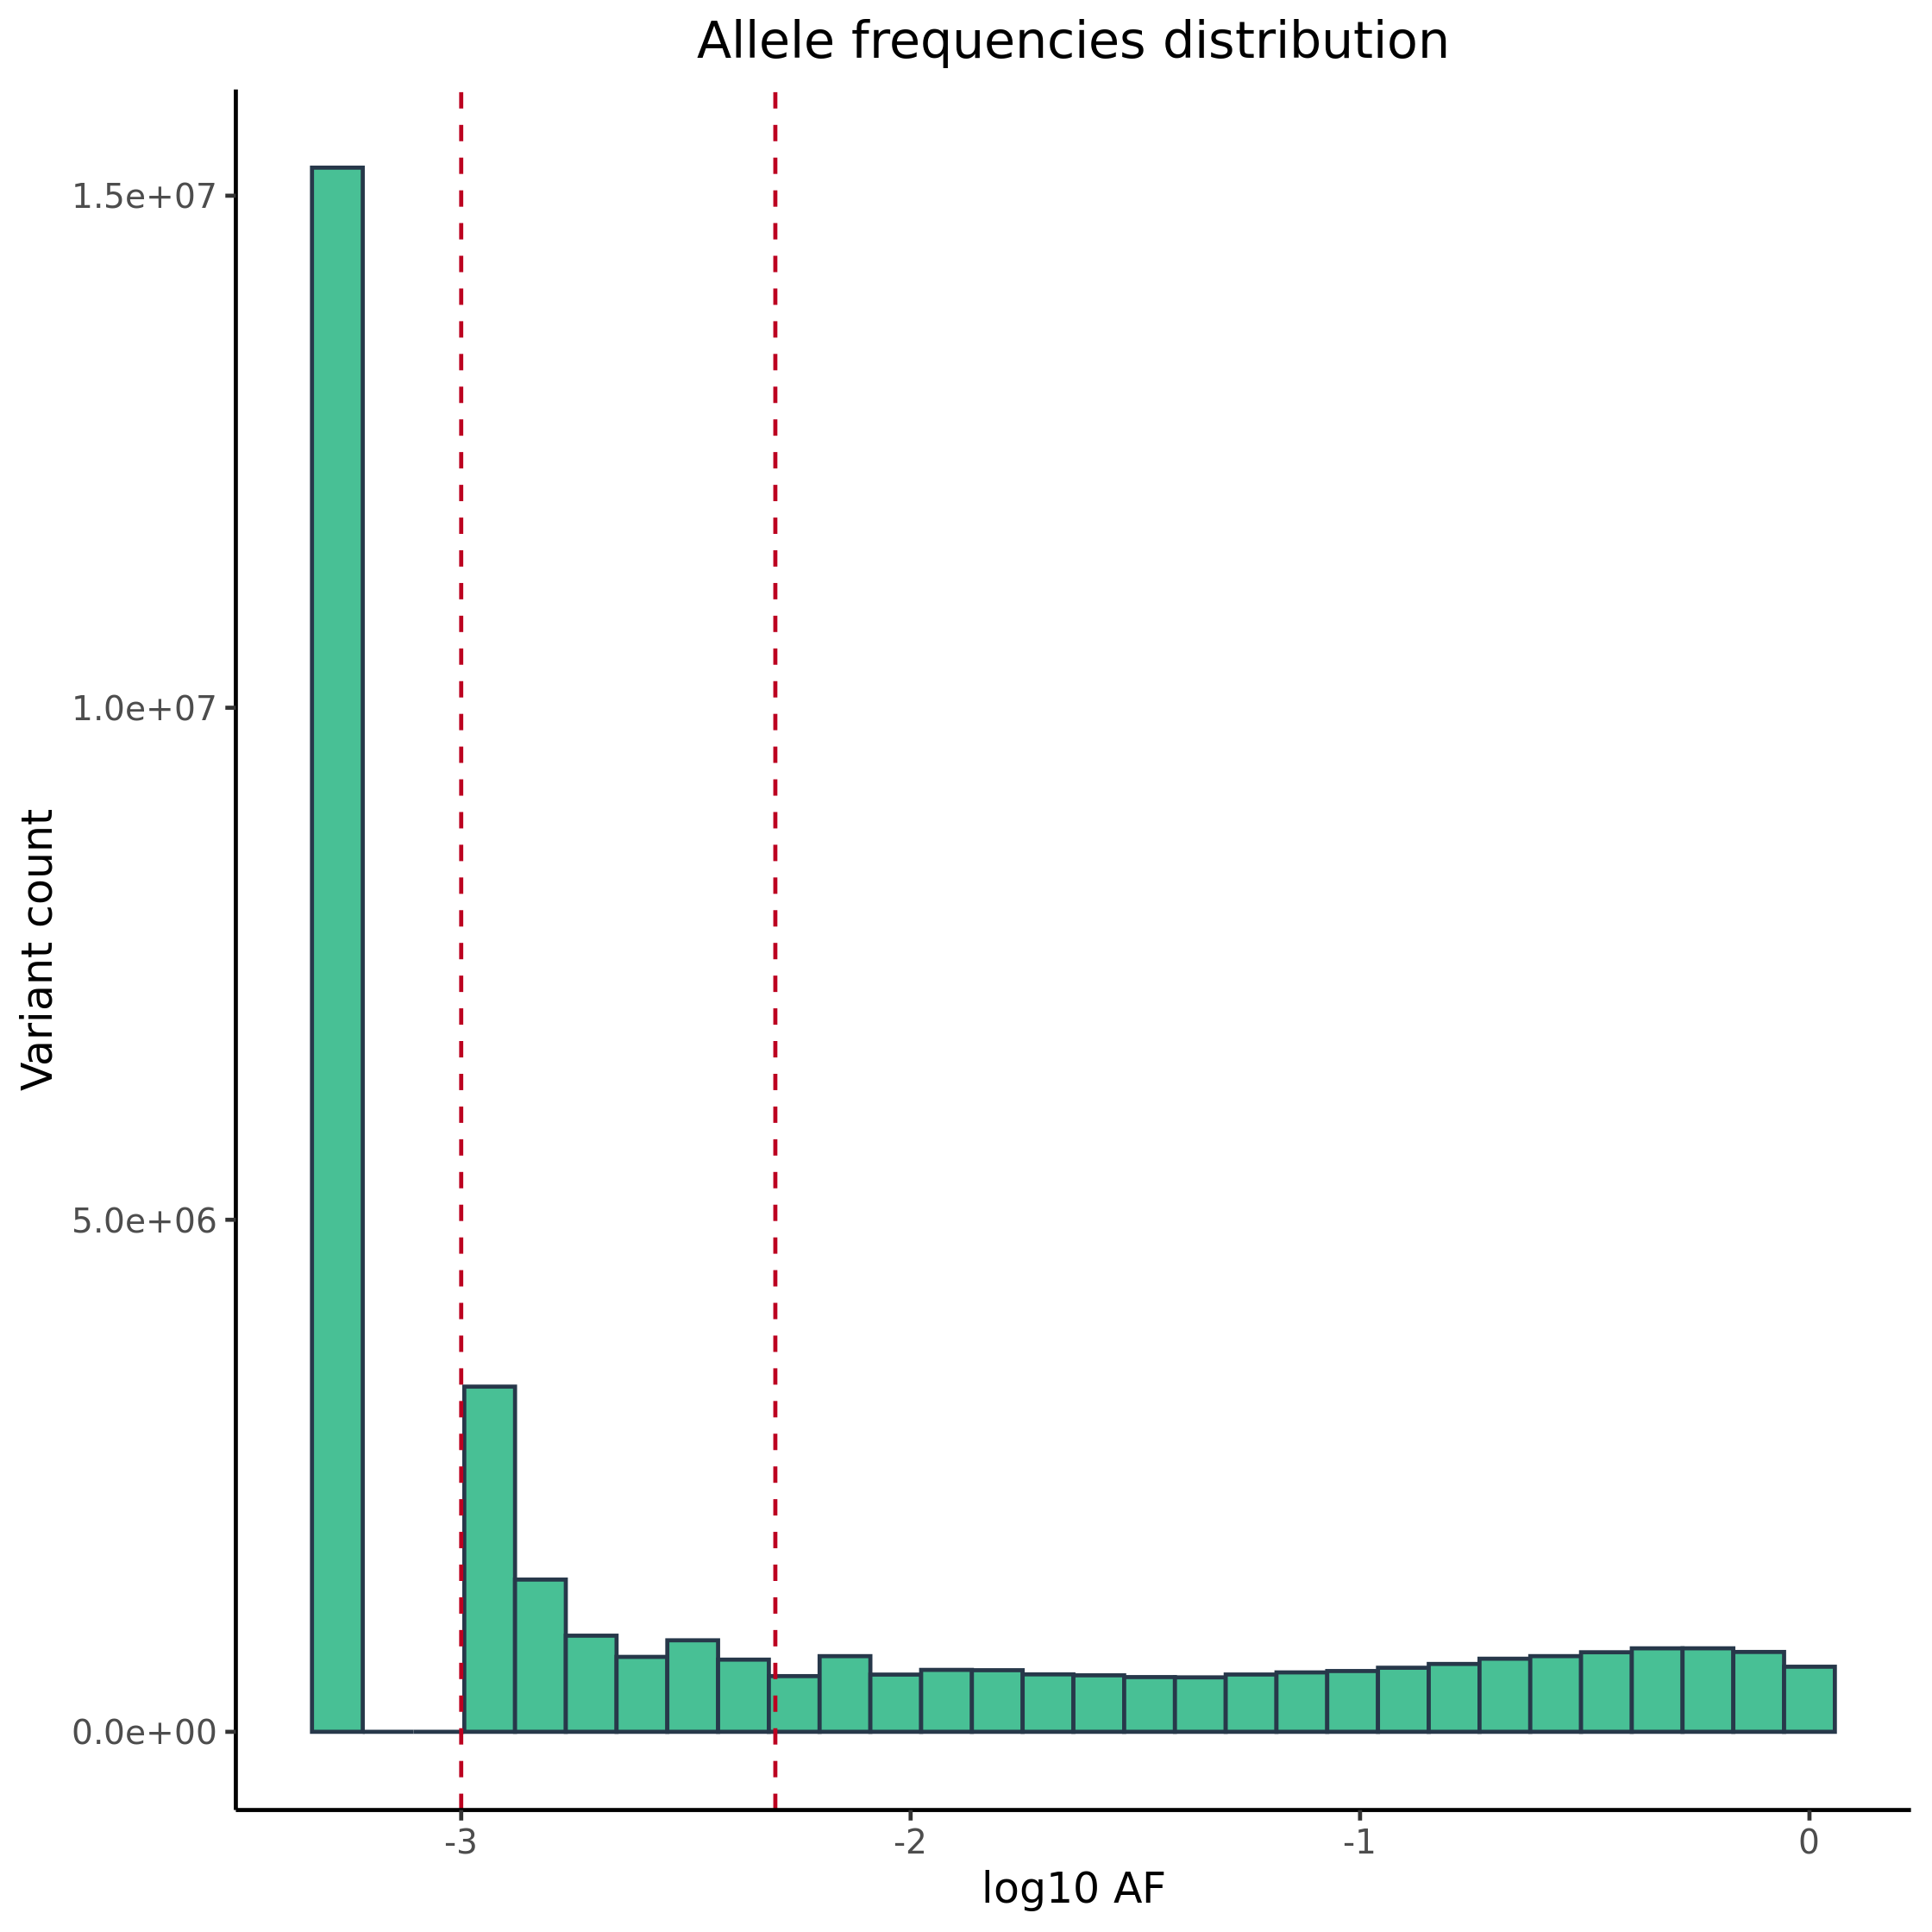 Allele frequencies distribution
Variant count
1.5e+07
1.0e+07
5.0e+06
0.0e+00
-3
-2
-1
0
log10 AF